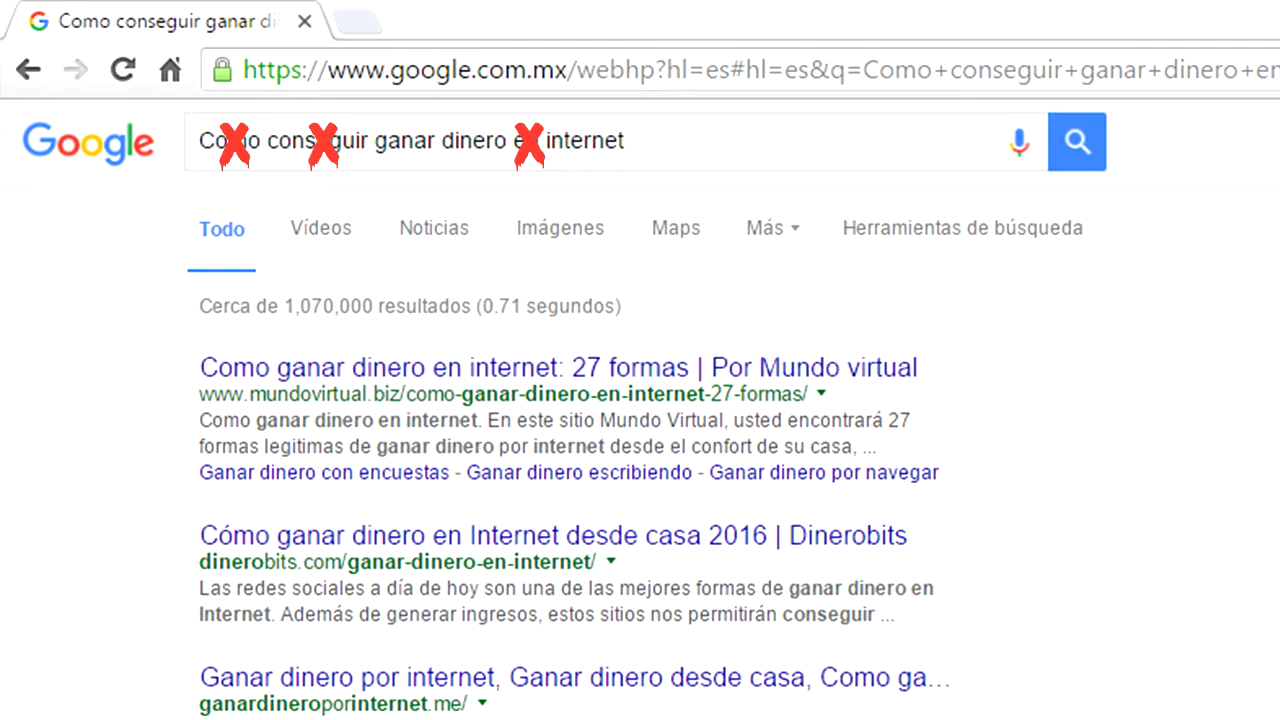 Como conseguir ganar di
https://www.google.com.mx/webhp?hl=es#hl=es&q=Como+conseguir+ganar+dinero+en
Google
Como conseguir ganar dinero en internet
Todo Vídeos Noticias Imágenes Maps Más Herramientas de búsqueda
Cerca de 1,070,000 resultados (0.71 segundos)
Como ganar dinero en internet: 27 formas | Por Mundo virtual
www.mundovirtual.biz/como-ganar-dinero-en-internet-27-formas/
Como ganar dinero en internet. En este sitio Mundo Virtual, usted encontrará 27
formas legitimas de ganar dinero por internet desde el confort de su casa, ...
Ganar dinero con encuestas - Ganar dinero escribiendo - Ganar dinero por navegar
Cómo ganar dinero en Internet desde casa 2016 | Dinerobits
dinerobits.com/ganar-dinero-en-internet/
Las redes sociales a día de hoy son una de las mejores formas de ganar dinero en
Internet. Además de generar ingresos, estos sitios nos permitirán conseguir ...
Ganar dinero por internet, Ganar dinero desde casa, Como ga...
ganardineroporinternet.me/